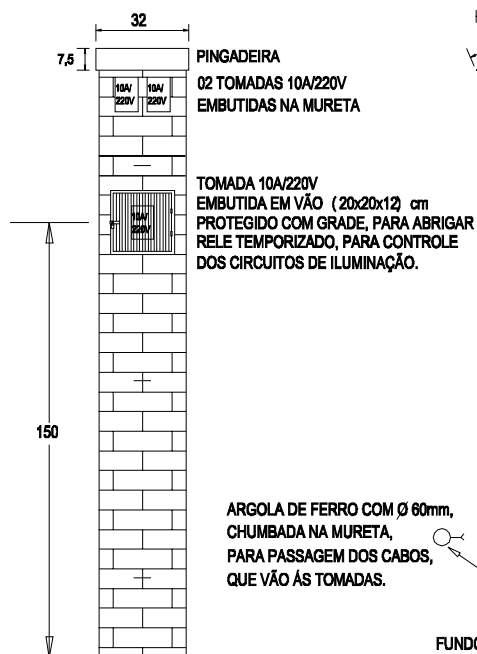 32
7,5
PINGADEIRA
10A/
220V
10A/
220V
02 TOMADAS 10A/220V
EMBUTIDAS NA MURETA
TOMADA 10A/220V
EMBUTIDA EM VÃO ( 20x20x12) cm
PROTEGIDO COM GRADE, PARA ABRIGAR
RELE TEMPORIZADO, PARA CONTROLE
DOS CIRCUITOS DE ILUMINAÇÃO.
10A/
220V
150
ARGOLA DE FERRO COM Ø 60mm,
CHUMBADA NA MURETA,
PARA PASSAGEM DOS CABOS,
QUE VÃO ÁS TOMADAS.
FUNDO